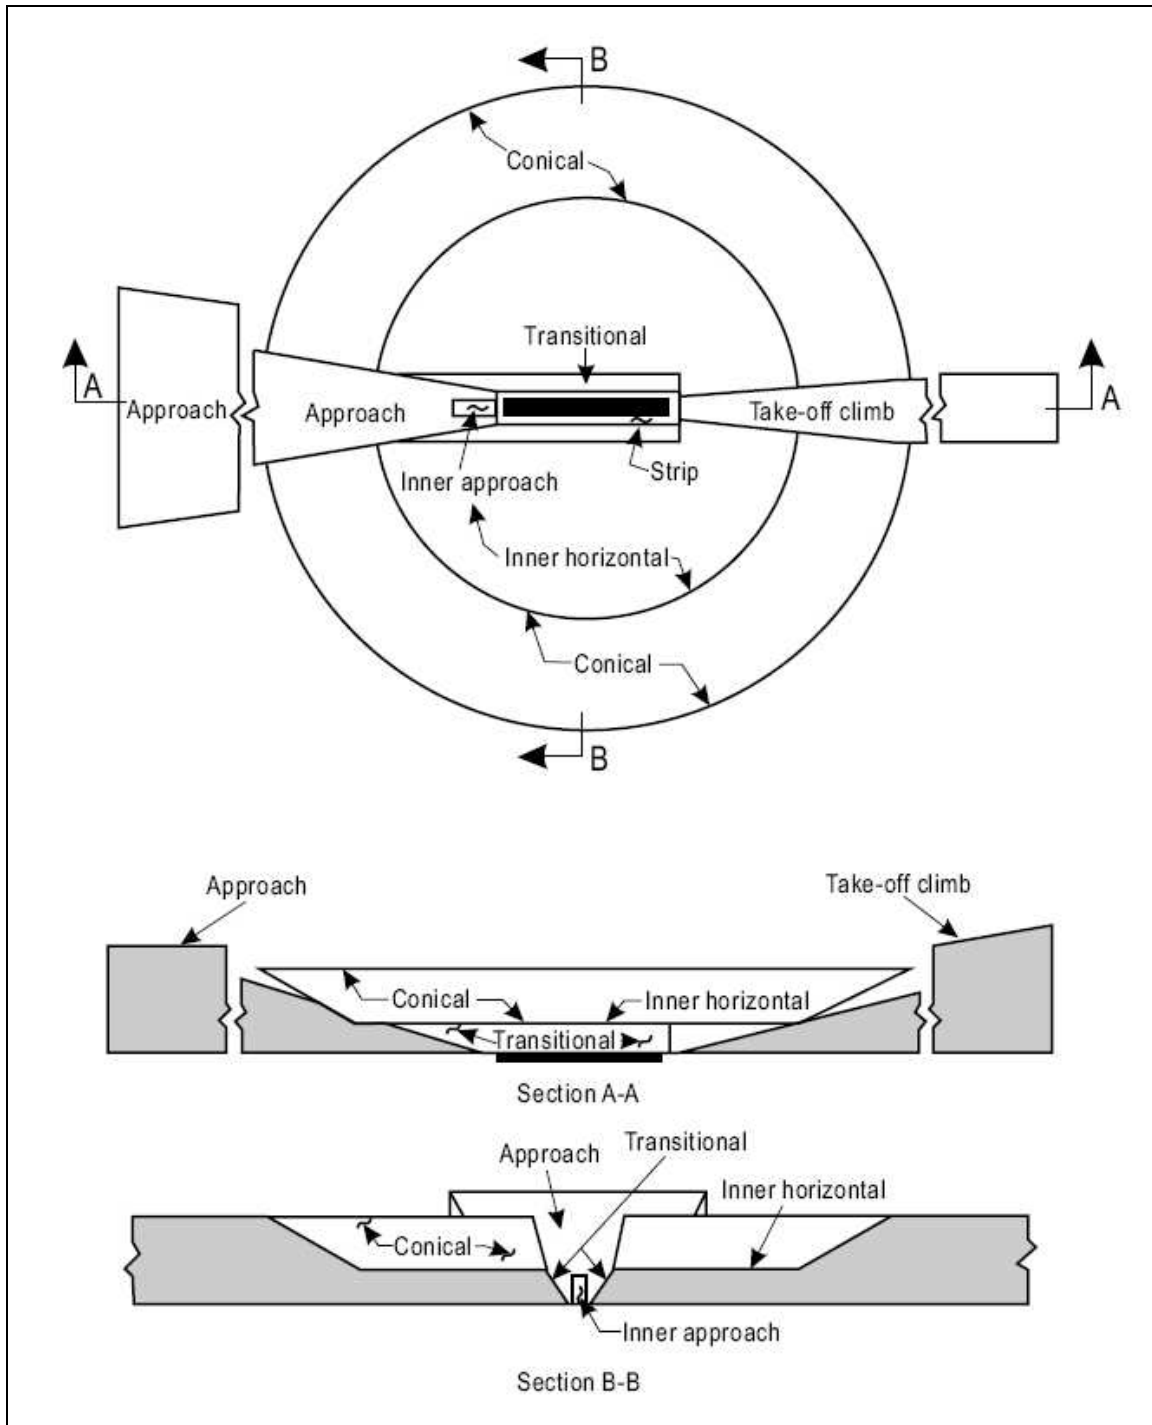 B
Conical
Transitional
A
Approach
Approach
Take-off climb
A
Inner approach
Strip
Inner horizontal
Conical
B
Approach
Take-off climb
Conical
Inner horizontal
Transitional
Section A-A
Transitional
Approach
Inner horizontal
Conical
Inner approach
Section B-B